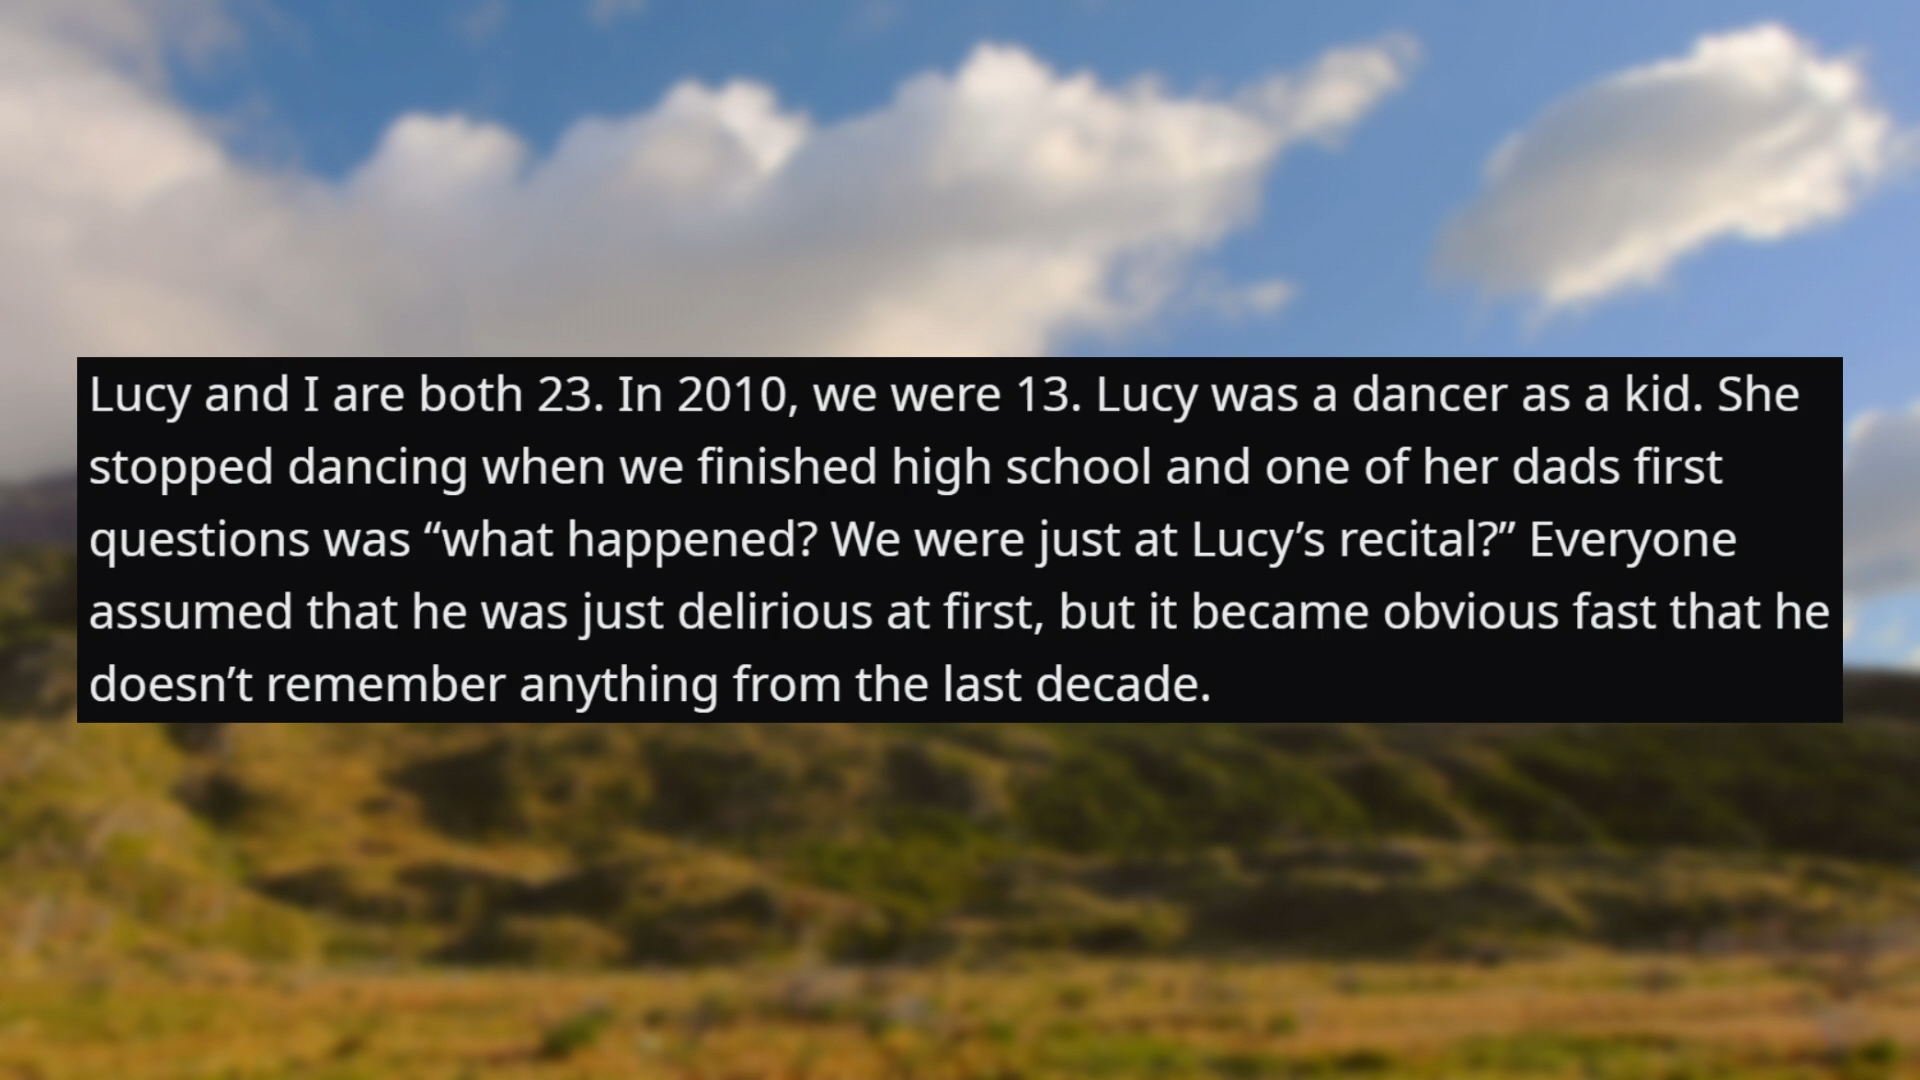 Lucy and I are both 23. In 2010, we were 13. Lucy was a dancer as a kid. She
stopped dancing when we finished high school and one of her dads first
questions was “what happened? We were just at Lucy’s recital?” Everyone
assumed that he was just delirious at first, but it became obvious fast that he
doesn’t remember anything from the last decade.